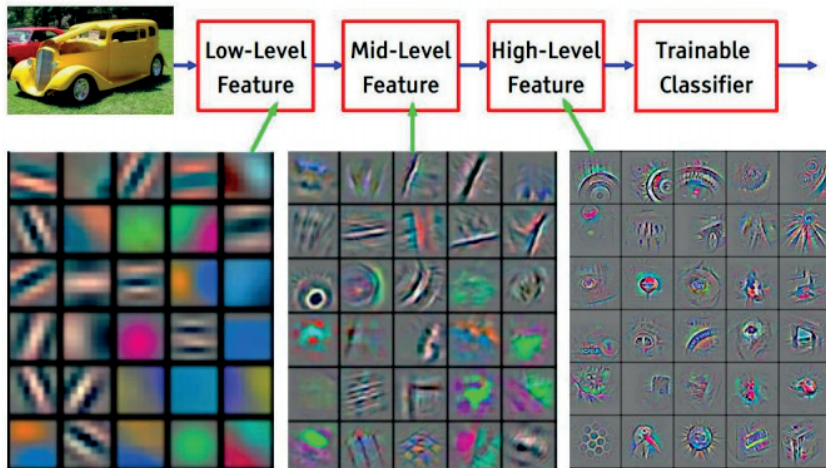 Low-Level
Feature
Mid-Level
Feature
High-Level
Feature
Trainable
Classifier